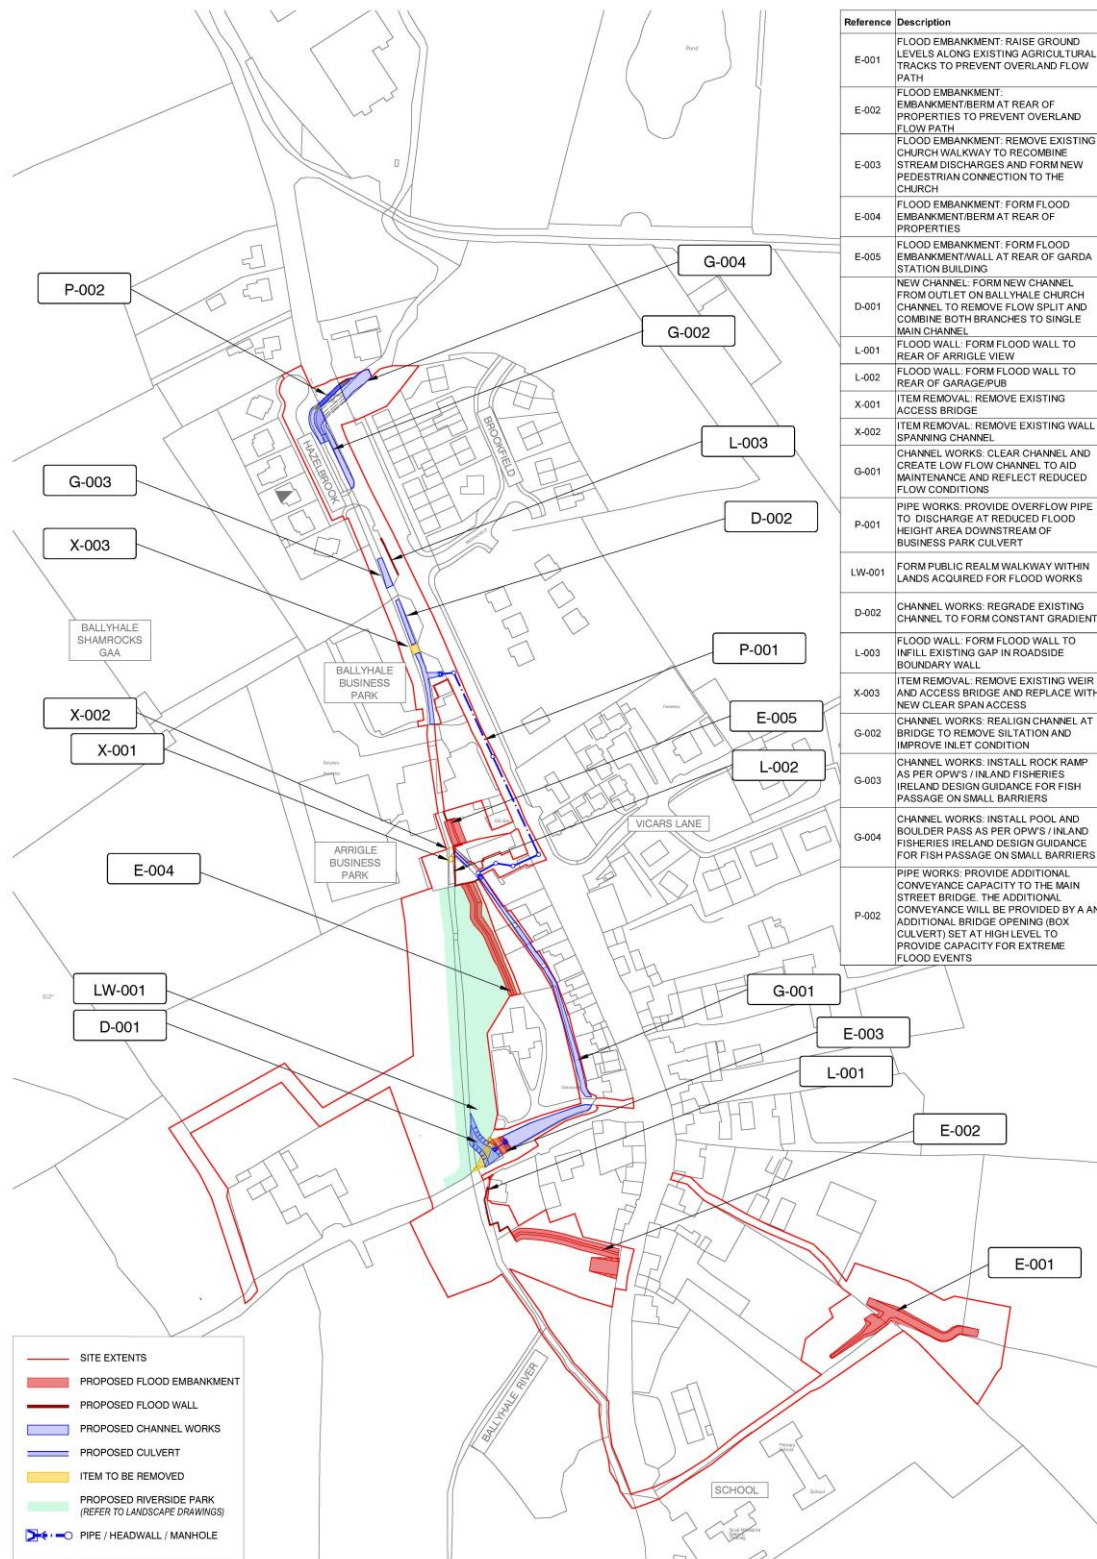 Reference Description
E-001
FLOOD EMBANKMENT: RAISE GROUND
LEVELS ALONG EXISTING AGRICULTURAL
TRACKS TO PREVENT OVERLAND FLOW
PATH
E-002
FLOOD EMBANKMENT:
EMBANKMENT/BERM AT REAR OF
PROPERTIES TO PREVENT OVERLAND
FLOW PATH
E-003
FLOOD EMBANKMENT: REMOVE EXISTING
CHURCH WALKWAY TO RECOMBINE
STREAM DISCHARGES AND FORM NEW
PEDESTRIAN CONNECTION TO THE
CHURCH
E-004
FLOOD EMBANKMENT: FORM FLOOD
EMBANKMENT/BERM AT REAR OF
PROPERTIES
E-005
FLOOD EMBANKMENT: FORM FLOOD
EMBANKMENT/WALL AT REAR OF GARDA
STATION BUILDING
D-001
NEW CHANNEL: FORM NEW CHANNEL
FROM OUTLET ON BALLYHALE CHURCH
CHANNEL TO REMOVE FLOW SPLIT AND
COMBINE BOTH BRANCHES TO SINGLE
MAIN CHANNEL
L-001
FLOOD WALL: FORM FLOOD WALL TO
REAR OF ARRIGLE VIEW
L-002
FLOOD WALL: FORM FLOOD WALL TO
REAR OF GARAGE/PUB
X-001
ITEM REMOVAL: REMOVE EXISTING
ACCESS BRIDGE
X-002
ITEM REMOVAL: REMOVE EXISTING WALL
SPANNING CHANNEL
G-001
CHANNEL WORKS: CLEAR CHANNEL AND
CREATE LOW FLOW CHANNEL TO AID
MAINTENANCE AND REFLECT REDUCED
FLOW CONDITIONS
P-001
PIPE WORKS: PROVIDE OVERFLOW PIPE
TO DISCHARGE AT REDUCED FLOOD
HEIGHT AREA DOWNSTREAM OF
BUSINESS PARK CULVERT
LW-001
FORM PUBLIC REALM WALKWAY WITHIN
LANDS ACQUIRED FOR FLOOD WORKS
D-002
CHANNEL WORKS: REGRADE EXISTING
CHANNEL TO FORM CONSTANT GRADIENT
L-003
FLOOD WALL: FORM FLOOD WALL TO
INFILL EXISTING GAP IN ROADSIDE
BOUNDARY WALL
X-003
ITEM REMOVAL: REMOVE EXISTING WEIR
AND ACCESS BRIDGE AND REPLACE WITH
NEW CLEAR SPAN ACCESS
G-002
CHANNEL WORKS: REALIGN CHANNEL AT
BRIDGE TO REMOVE SILTATION AND
IMPROVE INLET CONDITION
G-003
CHANNEL WORKS: INSTALL ROCK RAMP
AS PER OPW'S / INLAND FISHERIES
IRELAND DESIGN GUIDANCE FOR FISH
PASSAGE ON SMALL BARRIERS
G-004
CHANNEL WORKS: INSTALL POOL AND
BOULDER PASS AS PER OPW'S / INLAND
FISHERIES IRELAND DESIGN GUIDANCE
FOR FISH PASSAGE ON SMALL BARRIERS
P-002
PIPE WORKS: PROVIDE ADDITIONAL
CONVEYANCE CAPACITY TO THE MAIN
STREET BRIDGE. THE ADDITIONAL
CONVEYANCE WILL BE PROVIDED BY A AN
ADDITIONAL BRIDGE OPENING (BOX
CULVERT) SET AT HIGH LEVEL TO
PROVIDE CAPACITY FOR EXTREME
FLOOD EVENTS
Pond
G-004
P-002
G-002
L-003
HAZELBROOK
BROOKFIELD
G-003
D-002
X-003
BALLYHALE
SHAMROCKS
GAA
P-001
BALLYHALE
BUSINESS
PARK
X-002
E-005
X-001
L-002
VICARS LANE
ARRIGLE
BUSINESS
PARK
E-004
LW-001
G-001
D-001
E-003
L-001
E-002
E-001
BALLYHALE RIVER
SCHOOL
Primary
School
School
SITE EXTENTS
PROPOSED FLOOD EMBANKMENT
PROPOSED FLOOD WALL
PROPOSED CHANNEL WORKS
PROPOSED CULVERT
ITEM TO BE REMOVED
PROPOSED RIVERSIDE PARK
(REFER TO LANDSCAPE DRAWINGS)
PIPE / HEADWALL / MANHOLE